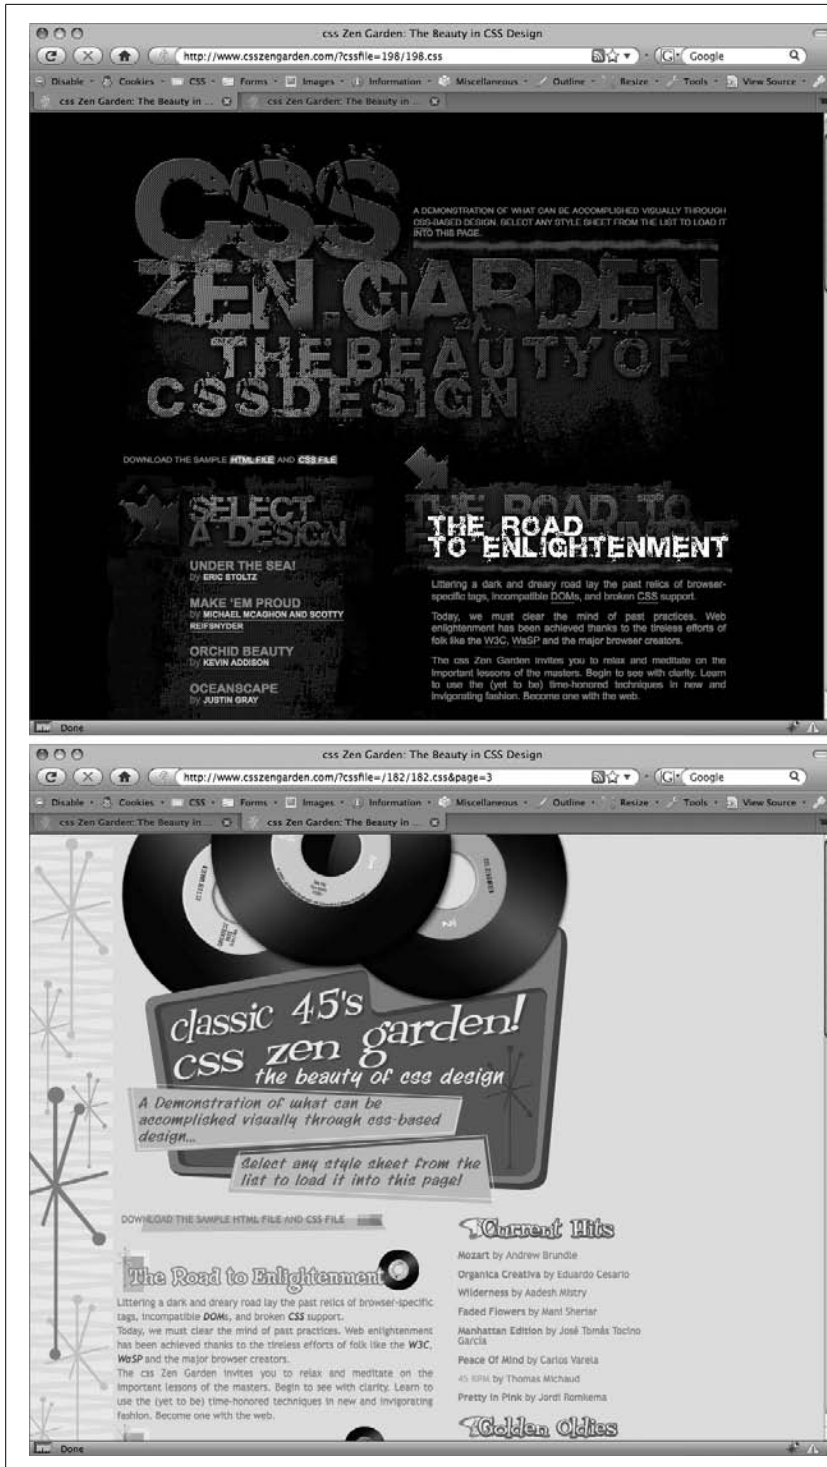 css Zen Garden: The Beauty in CSS Design
http://www.csszengarden.com/?cssfile=198/198.css
Google
Disable Cookies CSS Forms Images Information Miscellaneous Outline Resize Tools View Source
css Zen Garden: The Beauty in ... css Zen Garden: The Beauty in ...
CSS
ZEN GARDEN
THE BEAUTY OF
CSS DESIGN
A DEMONSTRATION OF WHAT CAN BE ACCOMPLISHED VISUALLY THROUGH
CSS-BASED DESIGN. SELECT ANY STYLE SHEET FROM THE LIST TO LOAD IT
INTO THIS PAGE.
DOWNLOAD THE SAMPLE HTML FILE AND CSS FILE
SELECT
A DESIGN
UNDER THE SEA!
by ERIC STOLTZ
MAKE 'EM PROUD
by MICHAEL MCAGHON AND SCOTTY
REIFSNYDER
ORCHID BEAUTY
by KEVIN ADDISON
OCEANSCAPE
by JUSTIN GRAY
THE ROAD TO
THE ROAD
TO ENLIGHTENMENT
Littering a dark and dreary road lay the past relics of browser-
specific tags, incompatible DOMs, and broken CSS support.
Today, we must clear the mind of past practices. Web
enlightenment has been achieved thanks to the tireless efforts of
folk like the W3C, WaSP and the major browser creators.
The css Zen Garden invites you to relax and meditate on the
important lessons of the masters. Begin to see with clarity. Learn
to use the (yet to be) time-honored techniques in new and
invigorating fashion. Become one with the web.
Done
css Zen Garden: The Beauty in CSS Design
http://www.csszengarden.com/?cssfile=/182/182.css&page=3
Google
Disable Cookies CSS Forms Images Information Miscellaneous Outline Resize Tools View Source
css Zen Garden: The Beauty in ... css Zen Garden: The Beauty in ...
classic 45's
css zen garden!
the beauty of css design
A Demonstration of what can be
accomplished visually through css-based
design...
Select any style sheet from the
list to load it into this page!
DOWNLOAD THE SAMPLE HTML FILE AND CSS FILE
The Road to Enlightenment
Littering a dark and dreary road lay the past relics of browser-specific
tags, incompatible DOMs, and broken CSS support.
Today, we must clear the mind of past practices. Web enlightenment
has been achieved thanks to the tireless efforts of folk like the W3C,
WaSP and the major browser creators.
The css Zen Garden invites you to relax and meditate on the
important lessons of the masters. Begin to see with clarity. Learn to
use the (yet to be) time-honored techniques in new and invigorating
fashion. Become one with the web.
Current Hits
Mozart by Andrew Brundle
Organica Creativa by Eduardo Cesario
Wilderness by Aadesh Mistry
Faded Flowers by Mani Sheriar
Manhattan Edition by José Tomás Tocino
García
Peace Of Mind by Carlos Varela
45 RPM by Thomas Michaud
Pretty in Pink by Jordi Romkema
Golden Oldies
Done